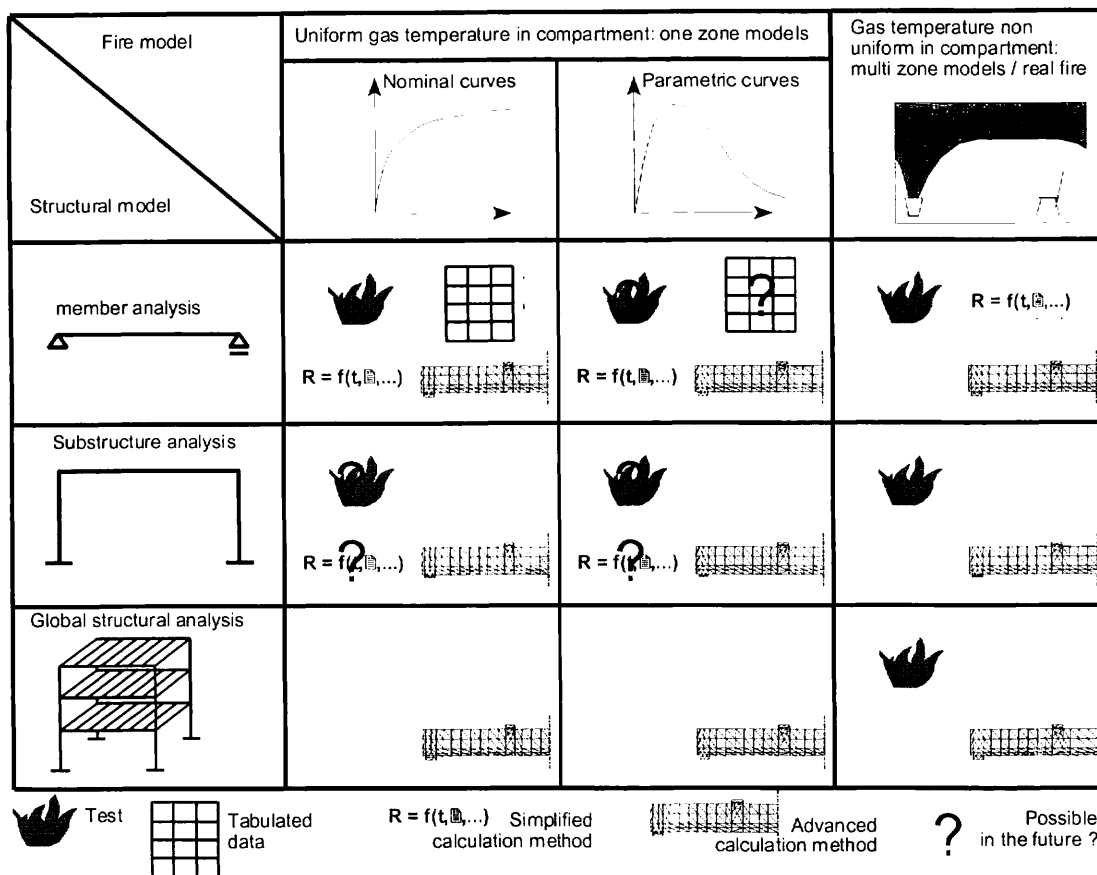 Fire model
Structural model
Uniform gas temperature in compartment: one zone models
Nominal curves
Parametric curves
Gas temperature non
uniform in compartment:
multi zone models / real fire
member analysis
?
R = f(t,
,...)
R = f(t,
,...)
R = f(t,
,...)
Substructure analysis
?
?
R = f(t,
,...)
?
R = f(t,
,...)
?
Global structural analysis
Test
Tabulated
data
R = f(t,
,...)
Simplified
calculation method
Advanced
calculation method
?
Possible
in the future ?